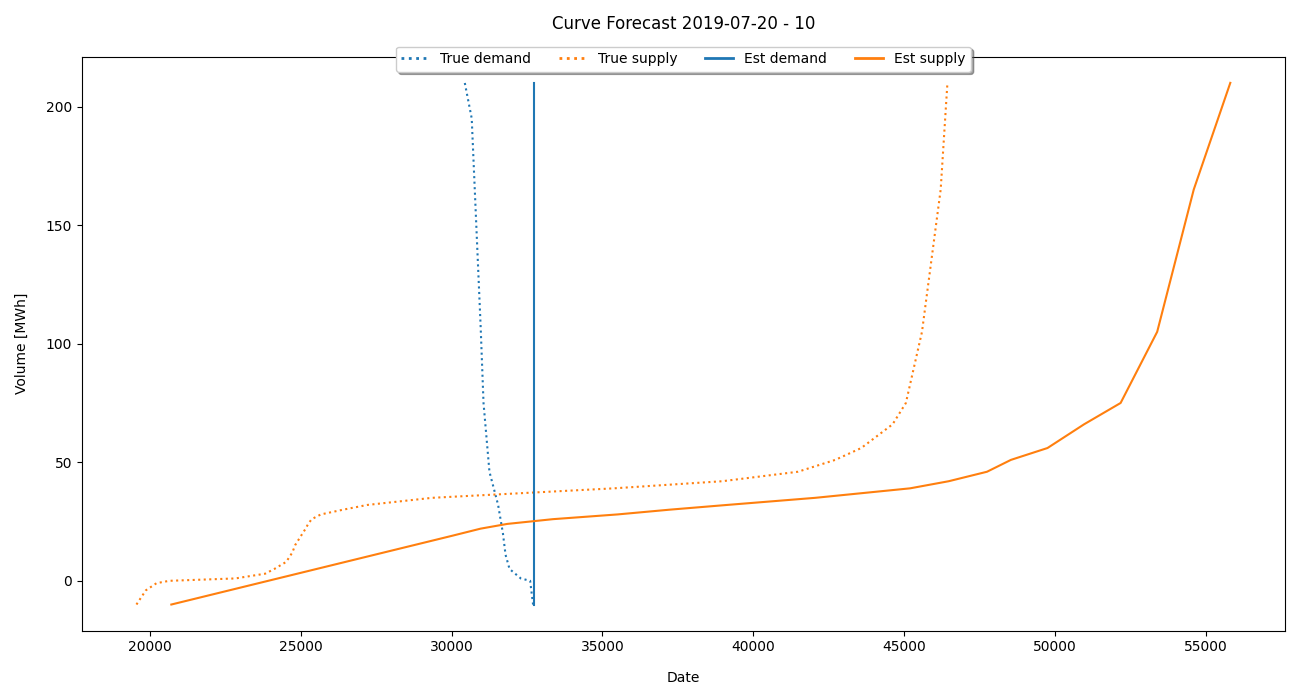 Curve Forecast 2019-07-20 - 10
True demand True supply Est demand Est supply
200
150
100
50
0
Volume [MWh]
20000 25000 30000 35000 40000 45000 50000 55000
Date